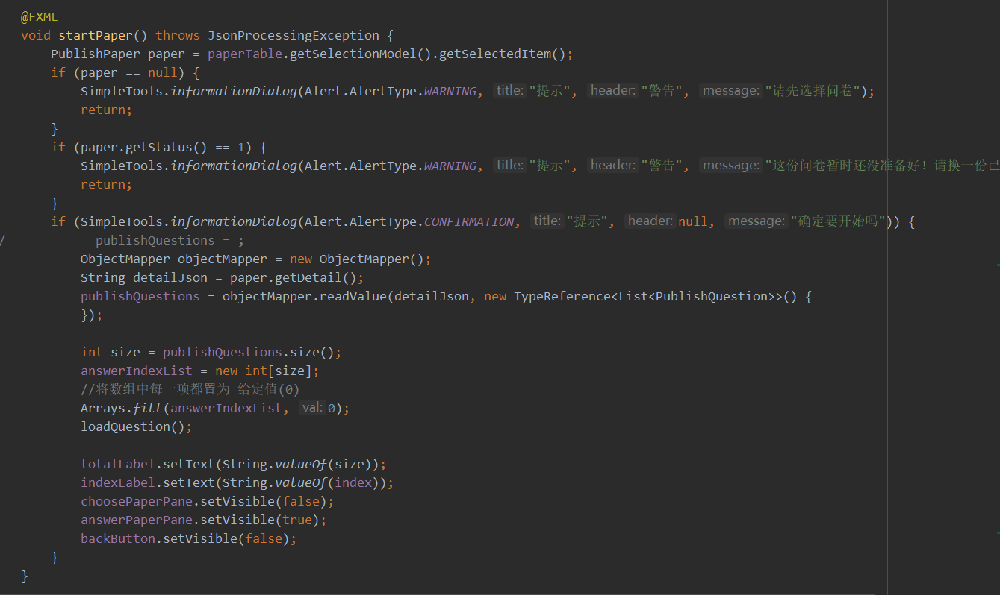 @FXML
void startPaper() throws JsonProcessingException {
PublishPaper paper = paperTable.getSelectionModel().getSelectedItem();
if (paper == null) {
SimpleTools.informationDialog(Alert.AlertType.WARNING, title: "提示", header: "警告", message: "请先选择问卷");
return;
}
if (paper.getStatus() == 1) {
SimpleTools.informationDialog(Alert.AlertType.WARNING, title: "提示", header: "警告", message: "这份问卷暂时还没准备好！请换一份已
return;
}
if (SimpleTools.informationDialog(Alert.AlertType.CONFIRMATION, title: "提示", header: null, message: "确定要开始吗")) {
/ publishQuestions = ;
ObjectMapper objectMapper = new ObjectMapper();
String detailJson = paper.getDetail();
publishQuestions = objectMapper.readValue(detailJson, new TypeReference<List<PublishQuestion>>() {
});
int size = publishQuestions.size();
answerIndexList = new int[size];
//将数组中每一项都置为 给定值(0)
Arrays.fill(answerIndexList, val: 0);
loadQuestion();
totalLabel.setText(String.valueOf(size));
indexLabel.setText(String.valueOf(index));
choosePaperPane.setVisible(false);
answerPaperPane.setVisible(true);
backButton.setVisible(false);
}
}